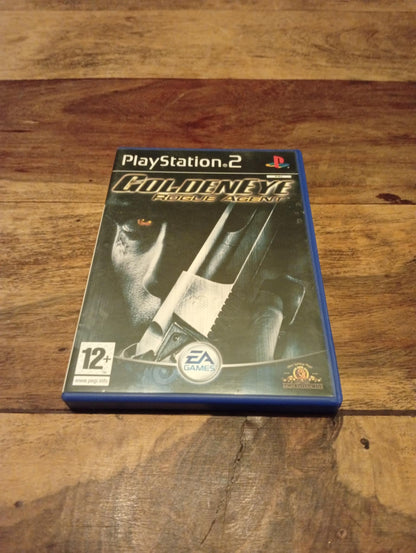 PlayStation®2
GOLDENEYE
ROGUE AGENT
12+
www.pegi.info
EA
GAMES